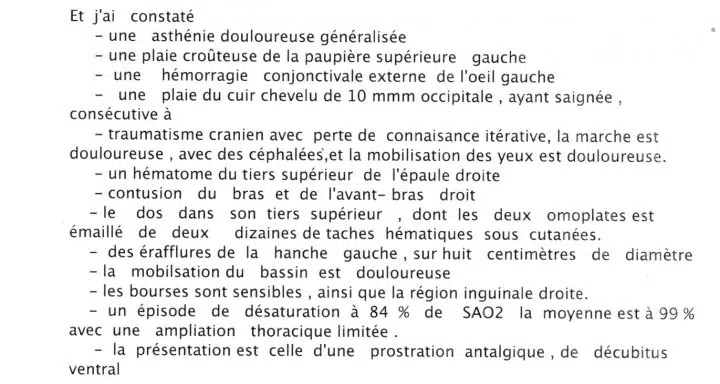 Et j'ai constaté
– une asthénie douloureuse généralisée
– une plaie croûteuse de la paupière supérieure gauche
– une hémorragie conjonctivale externe de l'oeil gauche
– une plaie du cuir chevelu de 10 mmm occipitale , ayant saignée ,
consécutive à
– traumatisme cranien avec perte de connaisance itérative, la marche est
douloureuse , avec des céphalées,et la mobilisation des yeux est douloureuse.
– un hématome du tiers supérieur de l'épaule droite
– contusion du bras et de l'avant– bras droit
– le dos dans son tiers supérieur , dont les deux omoplates est
émaillé de deux dizaines de taches hématiques sous cutanées.
– des érafflures de la hanche gauche , sur huit centimètres de diamètre
– la mobilsation du bassin est douloureuse
– les bourses sont sensibles , ainsi que la région inguinale droite.
– un épisode de désaturation à 84 % de SAO2 la moyenne est à 99 %
avec une ampliation thoracique limitée .
– la présentation est celle d'une prostration antalgique , de décubitus
ventral